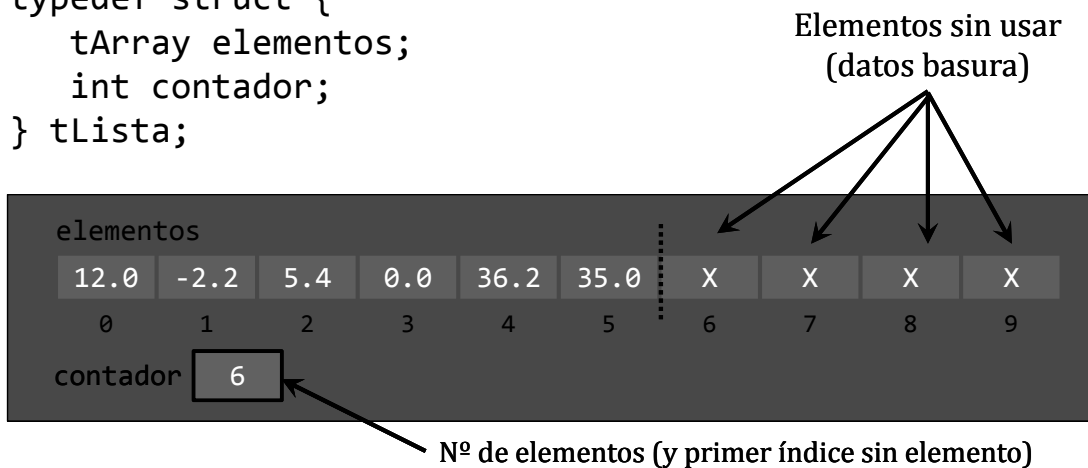 typedef struct {
tArray elementos;
int contador;
} tLista;
Elementos sin usar
(datos basura)
elementos
12.0 -2.2 5.4 0.0 36.2 35.0 X X X X
0 1 2 3 4 5 6 7 8 9
contador 6
Nº de elementos (y primer índice sin elemento)